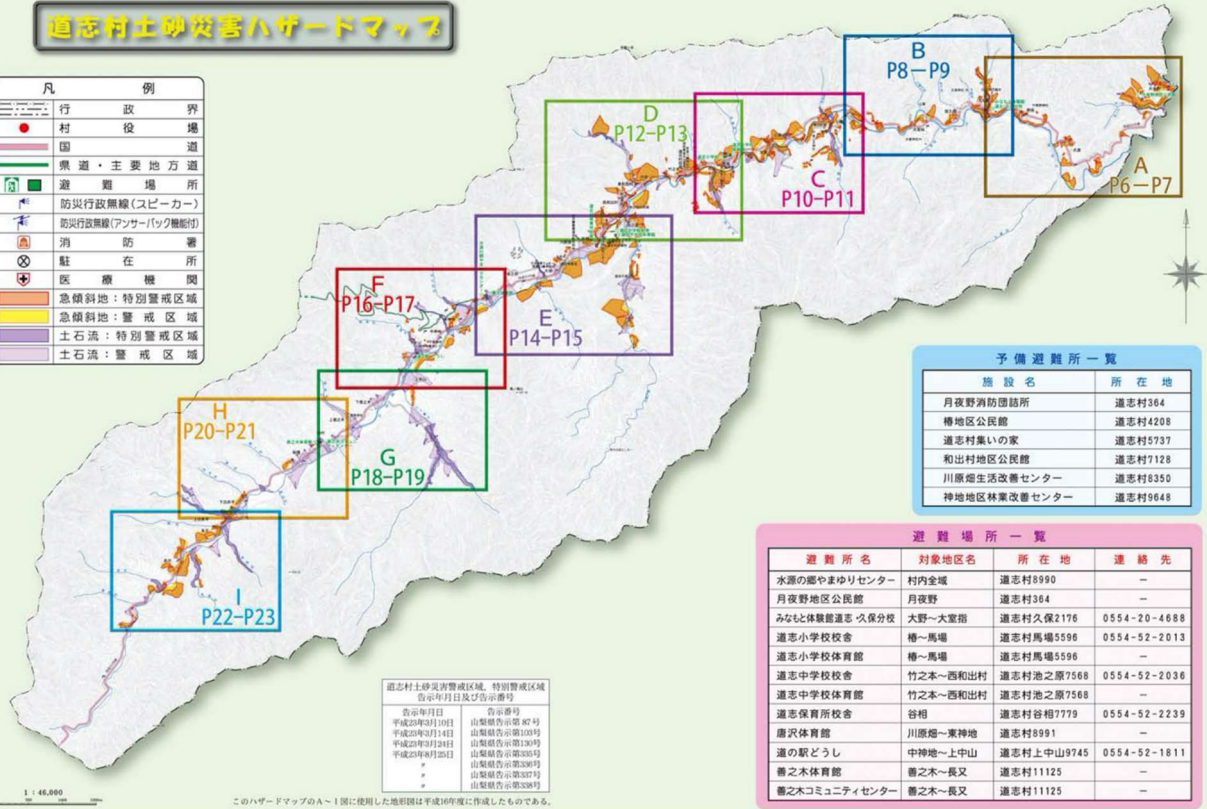 道志村土砂災害ハザードマップ
凡 例
行政界
村役場
国道
県道・主要地方道
避難場所
防災行政無線(スピーカー)
防災行政無線(アンサーバック機能付)
消防署
駐在所
医療機関
急傾斜地:特別警戒区域
急傾斜地:警戒区域
土石流:特別警戒区域
土石流:警戒区域
A
P6−P7
B
P8−P9
C
P10−P11
D
P12−P13
E
P14−P15
F
P16−P17
G
P18−P19
H
P20−P21
I
P22−P23
予備避難所一覧
施設名 所在地
月夜野消防団詰所 道志村364
椿地区公民館 道志村4208
道志村集いの家 道志村5737
和出村地区公民館 道志村7128
川原畑生活改善センター 道志村8350
神地地区林業改善センター 道志村9648
避難場所一覧
避難所名 対象地区名 所在地 連絡先
水源の郷やまゆりセンター 村内全域 道志村8990 −
月夜野地区公民館 月夜野 道志村364 −
みなもと体験館道志・久保分校 大野〜大室指 道志村久保2176 0554-20-4688
道志小学校校舎 椿〜馬場 道志村馬場5596 0554-52-2013
道志小学校体育館 椿〜馬場 道志村馬場5596 −
道志中学校校舎 竹之本〜西和出村 道志村池之原7568 0554-52-2036
道志中学校体育館 竹之本〜西和出村 道志村池之原7568 −
道志保育所校舎 谷相 道志村谷相7779 0554-52-2239
唐沢体育館 川原畑〜東神地 道志村8991 −
道の駅どうし 中神地〜上中山 道志村上中山9745 0554-52-1811
善之木体育館 善之木〜長又 道志村11125 −
善之木コミュニティセンター 善之木〜長又 道志村11125 −
道志村土砂災害警戒区域、特別警戒区域
告示年月日及び告示番号
告示年月日 告示番号
平成23年3月10日 山梨県告示第87号
平成23年3月14日 山梨県告示第103号
平成23年3月24日 山梨県告示第130号
平成23年8月25日 山梨県告示第335号
〃 山梨県告示第336号
〃 山梨県告示第337号
〃 山梨県告示第338号
1:46,000
このハザードマップのA〜I図に使用した地形図は平成16年度に作成したものである。